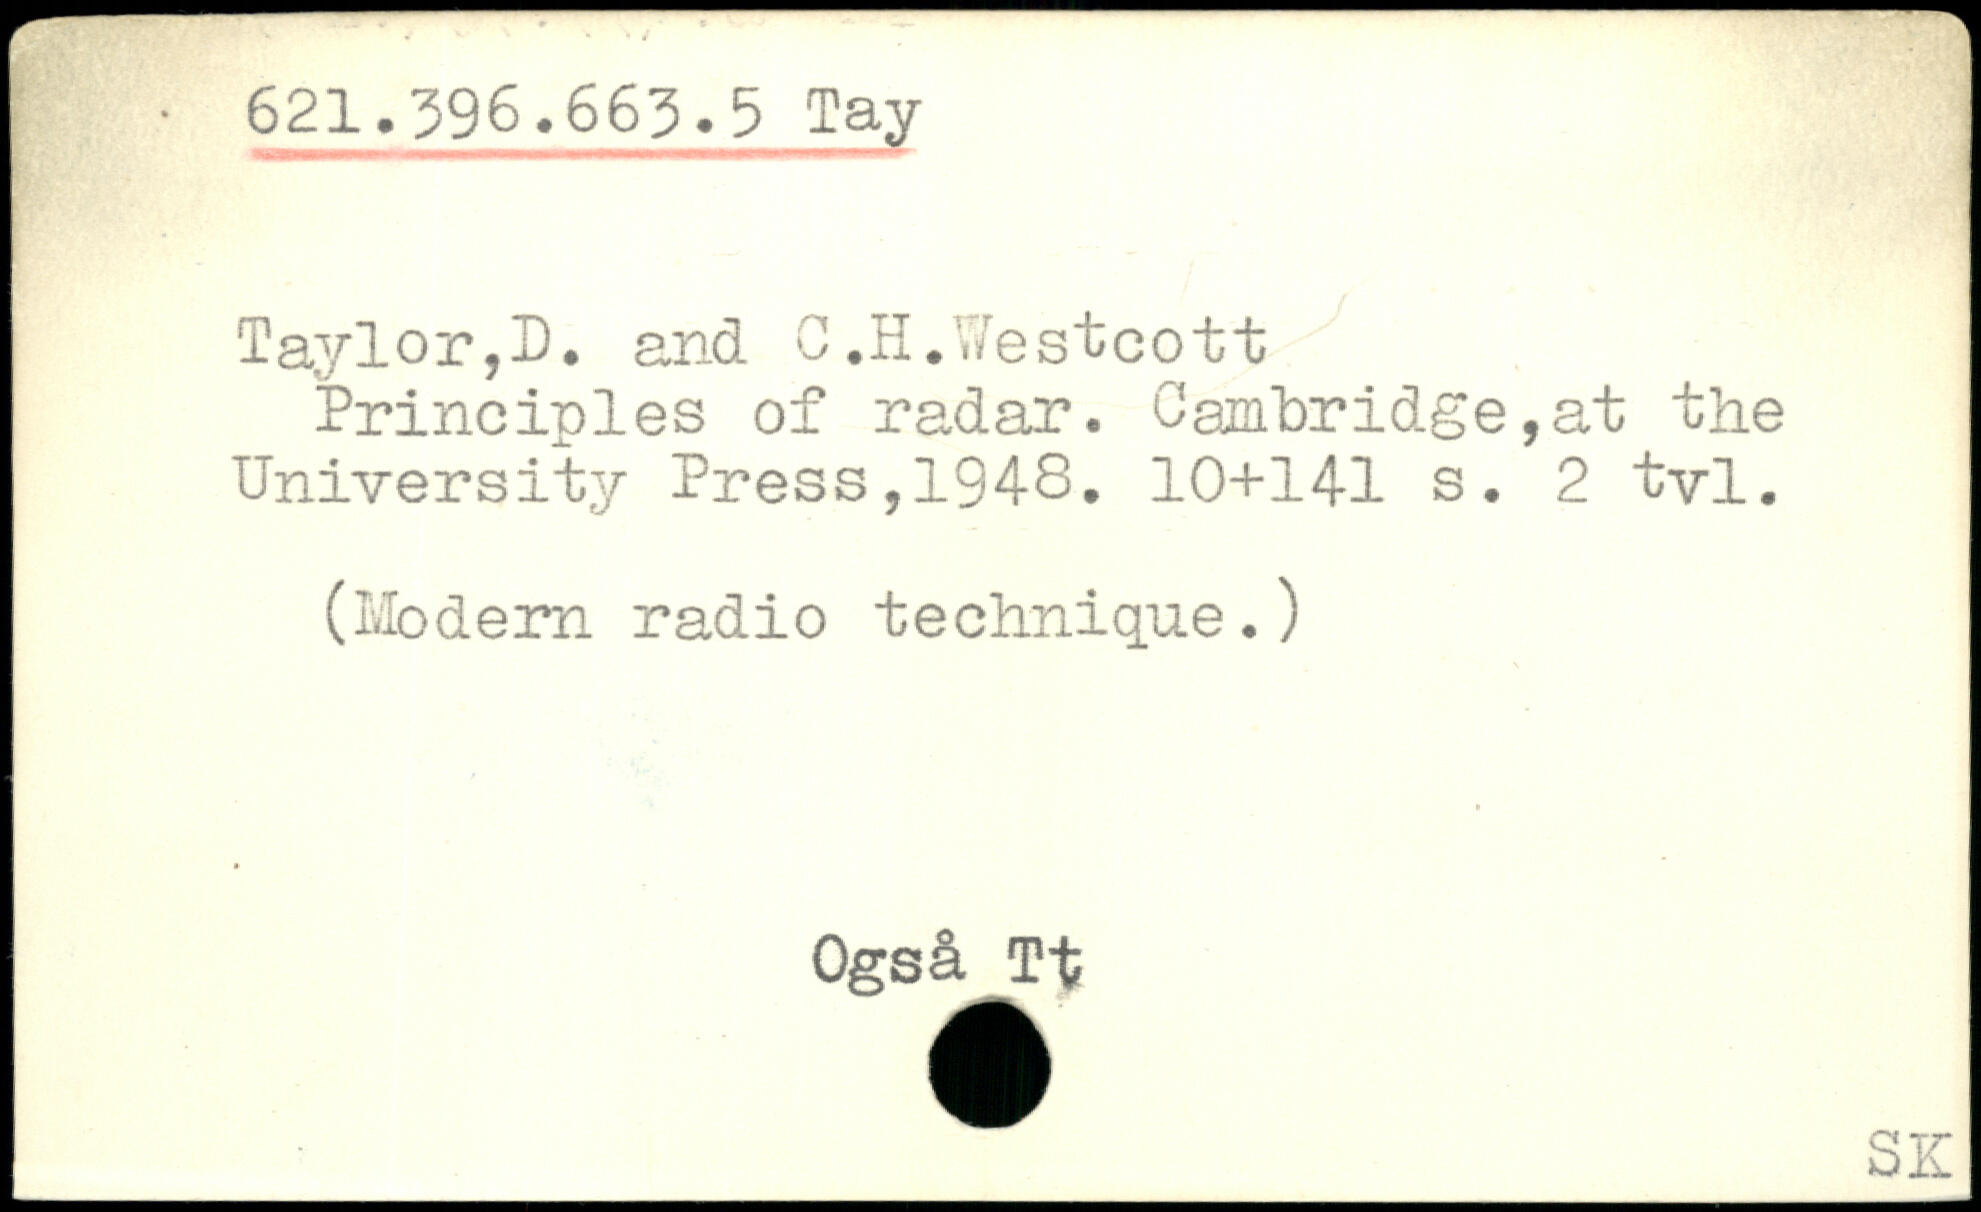 621.396.663.5 Tay
Taylor,D. and C.H.Westcott
Principles of radar. Cambridge,at the
University Press,1948. 10+141 s. 2 tvl.
(Modern radio technique.)
Også Tt
SK